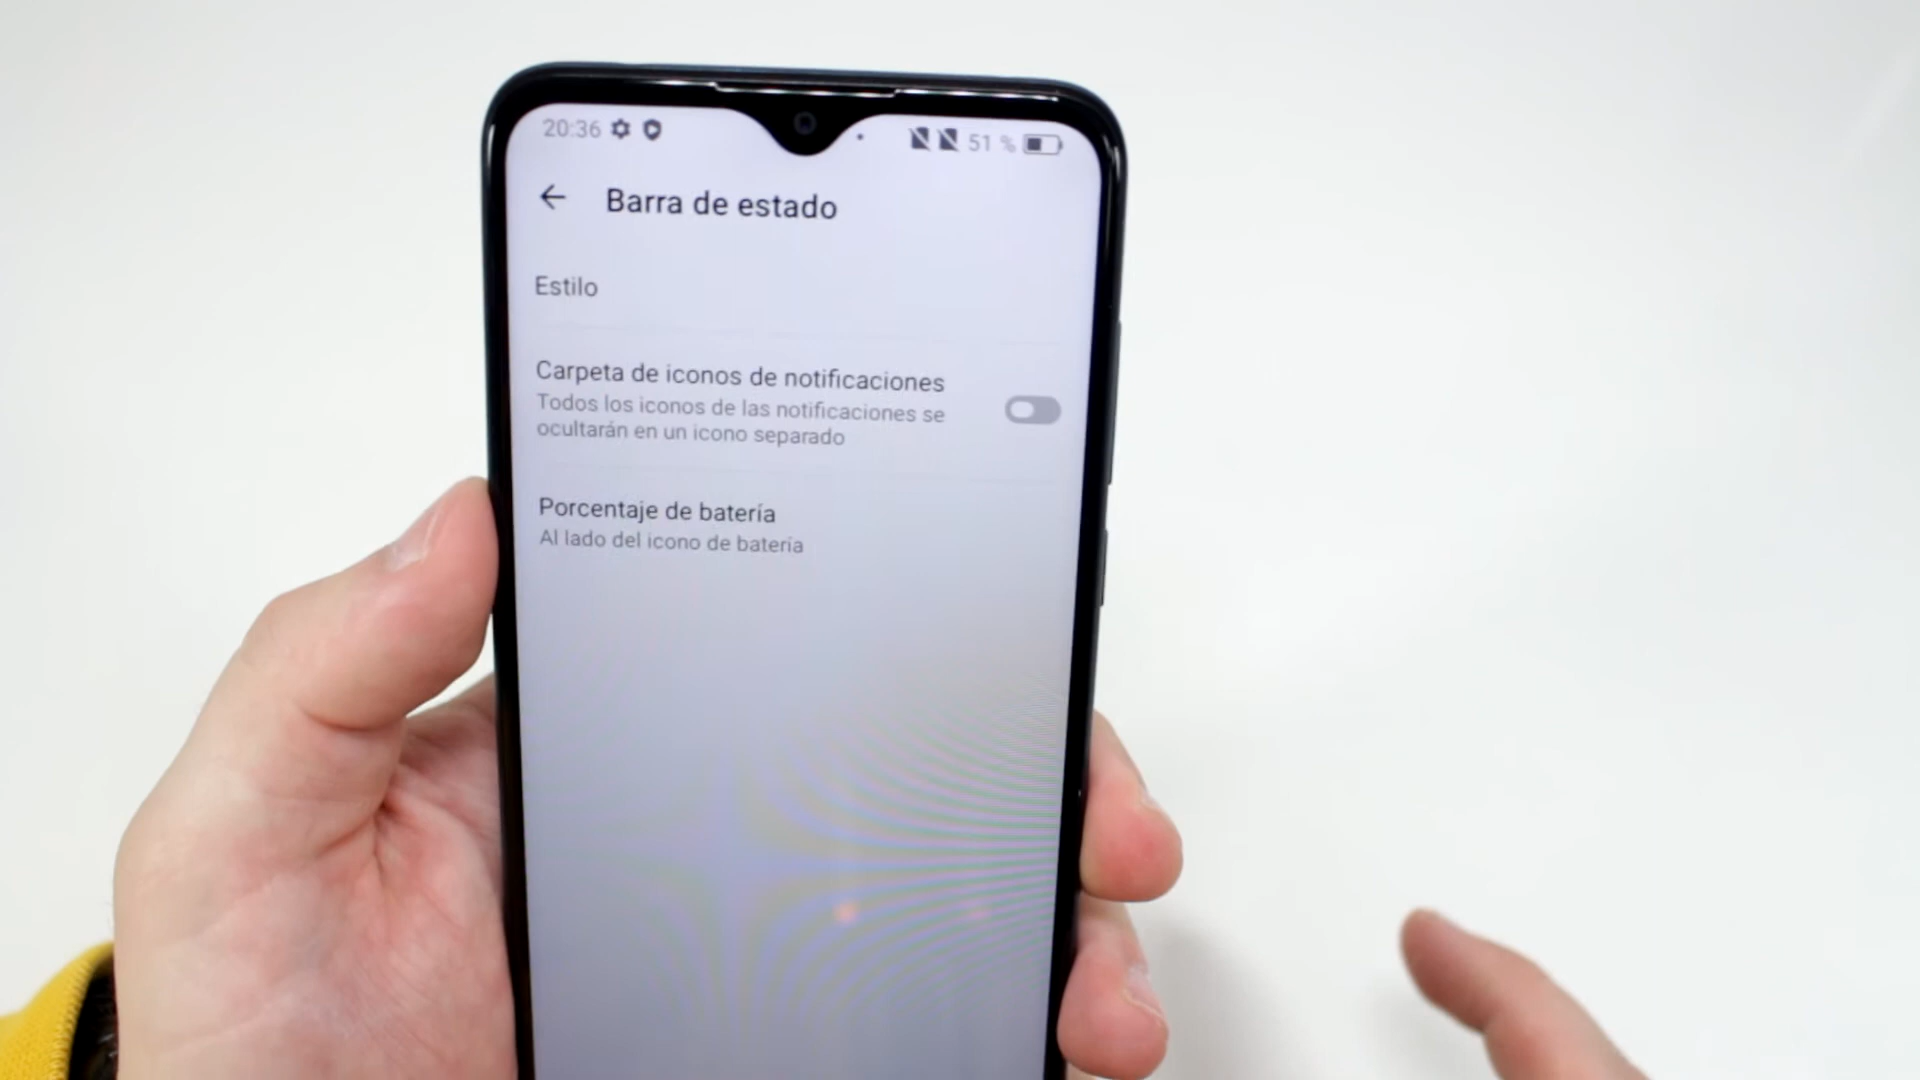 20:36
51 %
Barra de estado
Estilo
Carpeta de iconos de notificaciones
Todos los iconos de las notificaciones se
ocultarán en un icono separado
Porcentaje de batería
Al lado del icono de batería